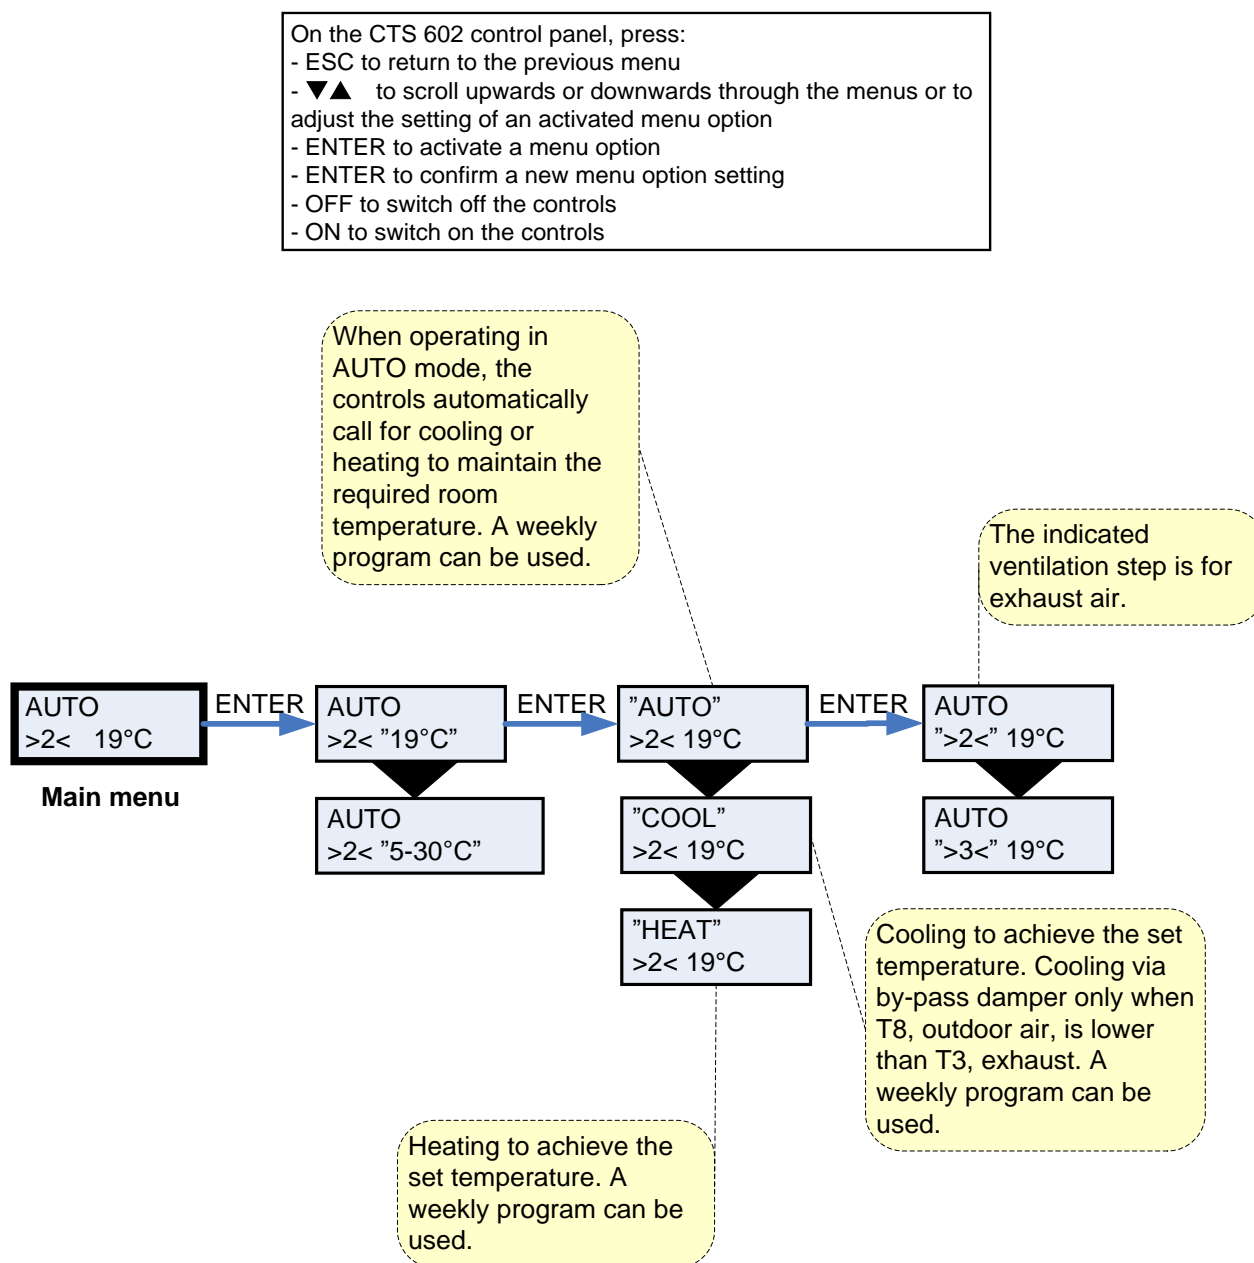 On the CTS 602 control panel, press:
- ESC to return to the previous menu
- ▼▲ to scroll upwards or downwards through the menus or to
adjust the setting of an activated menu option
- ENTER to activate a menu option
- ENTER to confirm a new menu option setting
- OFF to switch off the controls
- ON to switch on the controls
When operating in
AUTO mode, the
controls automatically
call for cooling or
heating to maintain the
required room
temperature. A weekly
program can be used.
The indicated
ventilation step is for
exhaust air.
AUTO
>2< 19°C
Main menu
ENTER
AUTO
>2< "19°C”
AUTO
>2< "5-30°C”
ENTER
”AUTO”
>2< 19°C
"COOL”
>2< 19°C
”HEAT”
>2< 19°C
ENTER
AUTO
”>2<” 19°C
AUTO
”>3<” 19°C
Cooling to achieve the set
temperature. Cooling via
by-pass damper only when
T8, outdoor air, is lower
than T3, exhaust. A
weekly program can be
used.
Heating to achieve the
set temperature. A
weekly program can be
used.